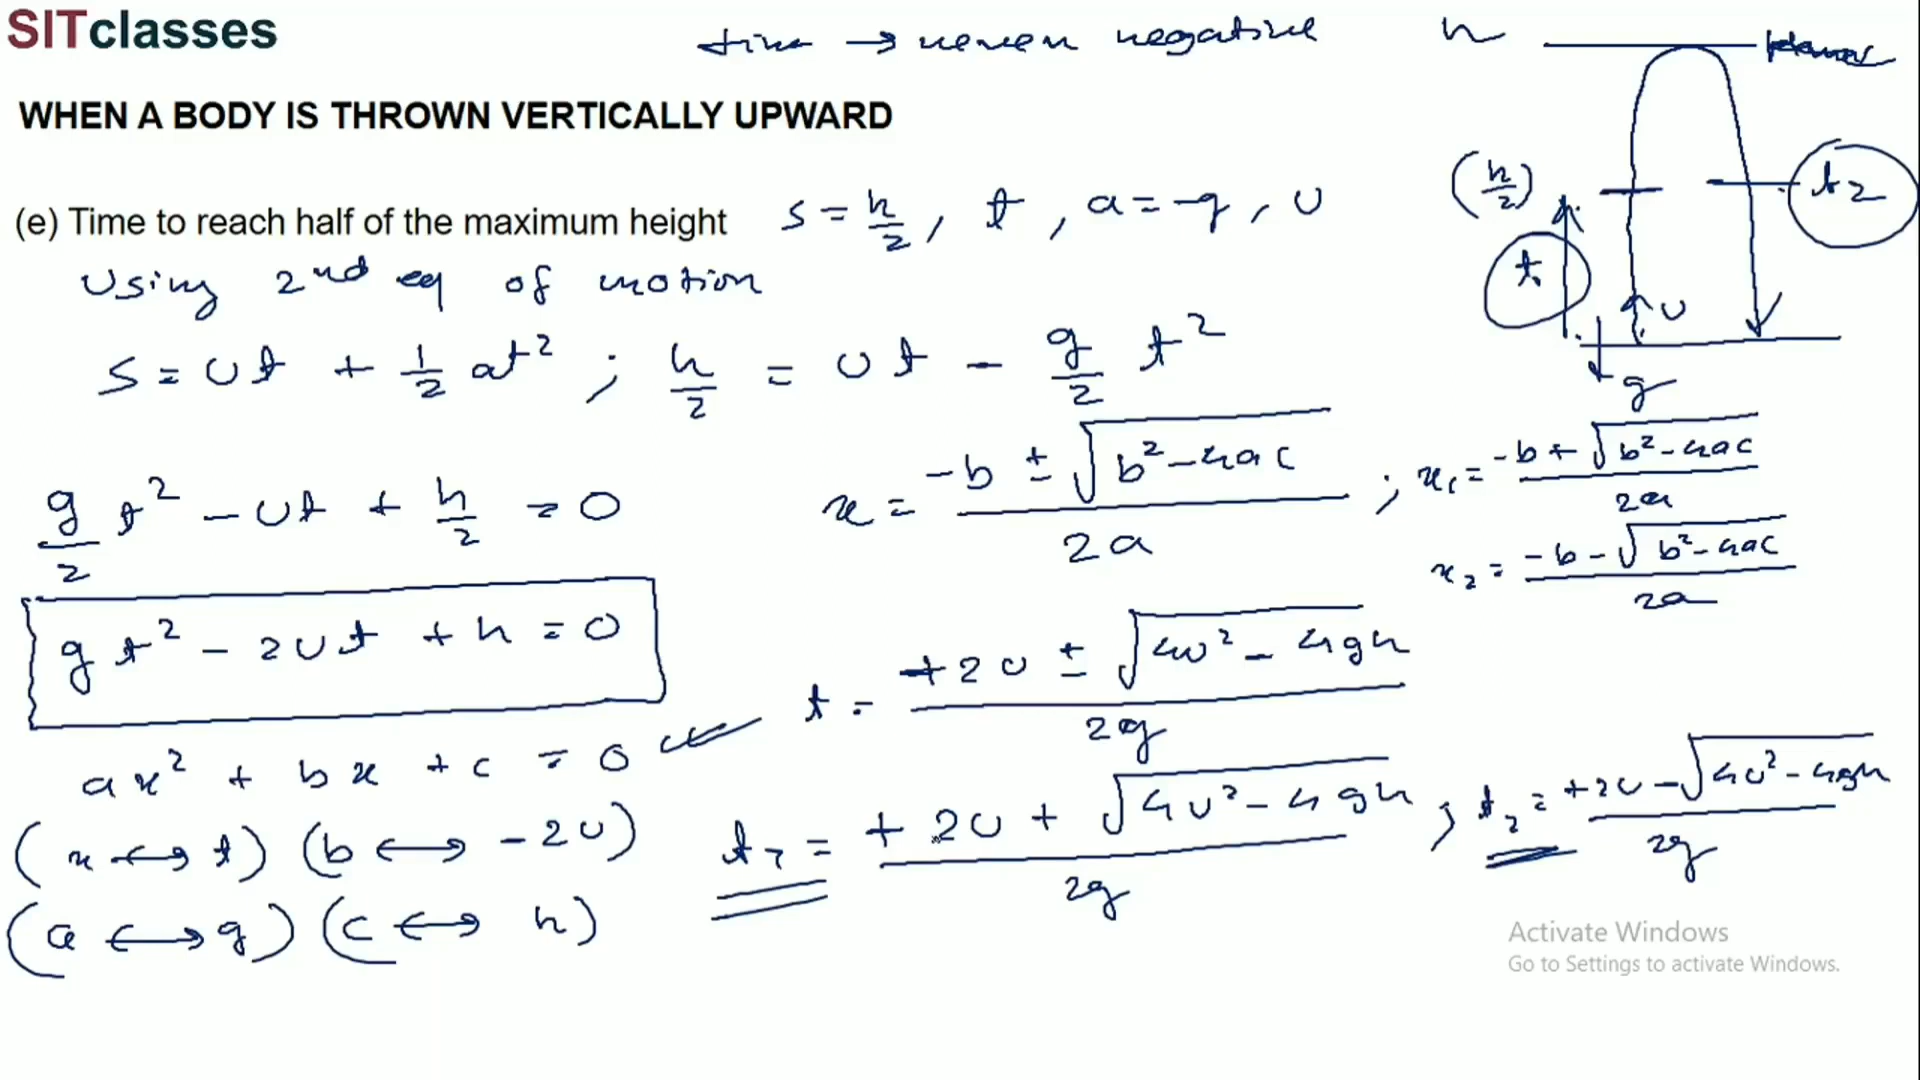 SITclasses
time → never negative
h
WHEN A BODY IS THROWN VERTICALLY UPWARD
(e) Time to reach half of the maximum height
s = h/2, t, a = -g, u
(h/2)
t2
t1
u
g
Using 2nd eq of motion
s = ut + 1/2 at² ; h/2 = ut - g/2 t²
g/2 t² - ut + h/2 = 0
x = -b ± √b²-4ac / 2a ; x1 = -b + √b²-4ac / 2a
x2 = -b - √b²-4ac / 2a
gt² - 2ut + h = 0
t = +2u ± √4u² - 4gh / 2g
ax² + bx + c = 0
(x ↔ t) (b ↔ -2u)
(a ↔ g) (c ↔ h)
= +2u + √4u² - 4gh / 2g ; t2 = +2u - √4u² - 4gh / 2g
Activate Windows
Go to Settings to activate Windows.